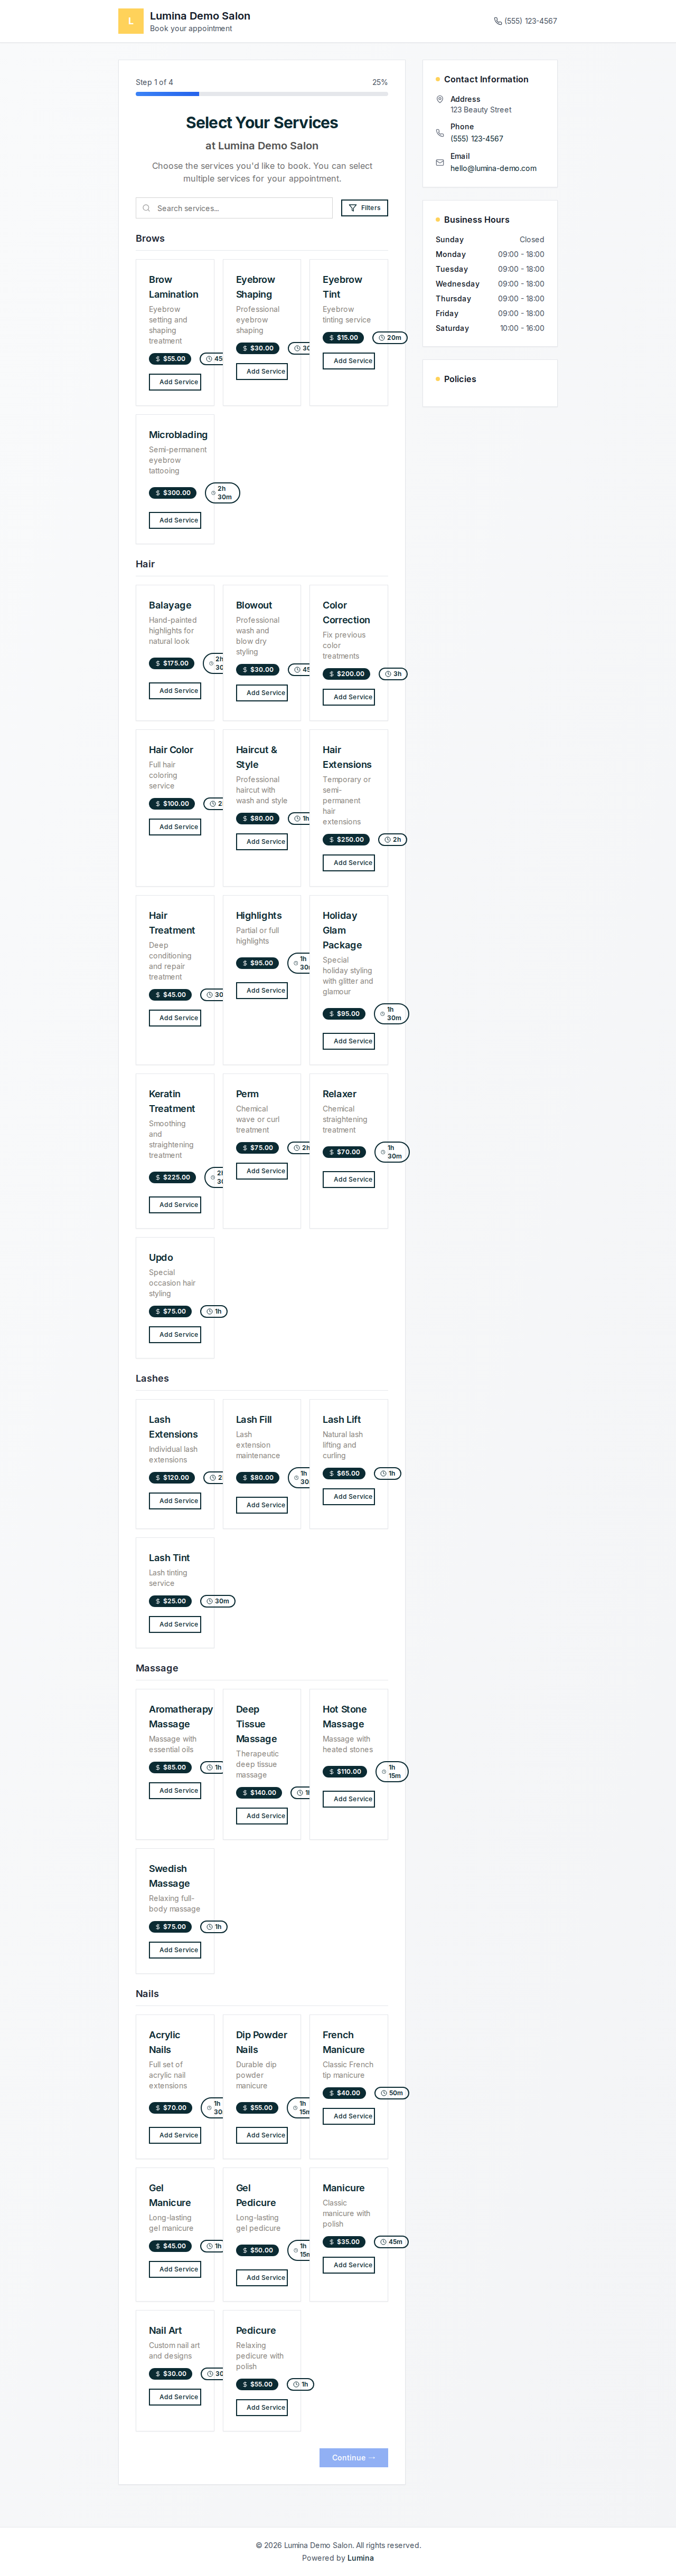 L
Lumina Demo Salon
Book your appointment
(555) 123-4567
Step 1 of 4
25%
Select Your Services
at Lumina Demo Salon
Choose the services you'd like to book. You can select
multiple services for your appointment.
Search services...
Filters
Brows
Brow
Lamination
Eyebrow
setting and
shaping
treatment
$55.00
Add Service
Eyebrow
Shaping
Professional
eyebrow
shaping
$30.00
Add Service
Eyebrow
Tint
Eyebrow
tinting service
$15.00
20m
Add Service
Microblading
Semi-permanent
eyebrow
tattooing
$300.00
2h
30m
Add Service
Hair
Balayage
Hand-painted
highlights for
natural look
$175.00
Add Service
Blowout
Professional
wash and
blow dry
styling
$30.00
Add Service
Color
Correction
Fix previous
color
treatments
$200.00
3h
Add Service
Hair Color
Full hair
coloring
service
$100.00
Add Service
Haircut &
Style
Professional
haircut with
wash and style
$80.00
1h
Add Service
Hair
Extensions
Temporary or
semi-
permanent
hair
extensions
$250.00
2h
Add Service
Hair
Treatment
Deep
conditioning
and repair
treatment
$45.00
Add Service
Highlights
Partial or full
highlights
$95.00
1h
Add Service
Holiday
Glam
Package
Special
holiday styling
with glitter and
glamour
$95.00
1h
30m
Add Service
Keratin
Treatment
Smoothing
and
straightening
treatment
$225.00
Add Service
Perm
Chemical
wave or curl
treatment
$75.00
2h
Add Service
Relaxer
Chemical
straightening
treatment
$70.00
1h
30m
Add Service
Updo
Special
occasion hair
styling
$75.00
1h
Add Service
Lashes
Lash
Extensions
Individual lash
extensions
$120.00
Add Service
Lash Fill
Lash
extension
maintenance
$80.00
1h
Add Service
Lash Lift
Natural lash
lifting and
curling
$65.00
1h
Add Service
Lash Tint
Lash tinting
service
$25.00
30m
Add Service
Massage
Aromatherapy
Massage
Massage with
essential oils
$85.00
1h
Add Service
Deep
Tissue
Massage
Therapeutic
deep tissue
massage
$140.00
Add Service
Hot Stone
Massage
Massage with
heated stones
$110.00
1h
15m
Add Service
Swedish
Massage
Relaxing full-
body massage
$75.00
1h
Add Service
Nails
Acrylic
Nails
Full set of
acrylic nail
extensions
$70.00
1h
Add Service
Dip Powder
Nails
Durable dip
powder
manicure
$55.00
1h
Add Service
French
Manicure
Classic French
tip manicure
$40.00
50m
Add Service
Gel
Manicure
Long-lasting
gel manicure
$45.00
1h
Add Service
Gel
Pedicure
Long-lasting
gel pedicure
$50.00
1h
Add Service
Manicure
Classic
manicure with
polish
$35.00
45m
Add Service
Nail Art
Custom nail art
and designs
$30.00
Add Service
Pedicure
Relaxing
pedicure with
polish
$55.00
1h
Add Service
Continue →
Contact Information
Address
123 Beauty Street
Phone
(555) 123-4567
Email
hello@lumina-demo.com
Business Hours
Sunday Closed
Monday 09:00 - 18:00
Tuesday 09:00 - 18:00
Wednesday 09:00 - 18:00
Thursday 09:00 - 18:00
Friday 09:00 - 18:00
Saturday 10:00 - 16:00
Policies
© 2026 Lumina Demo Salon. All rights reserved.
Powered by Lumina